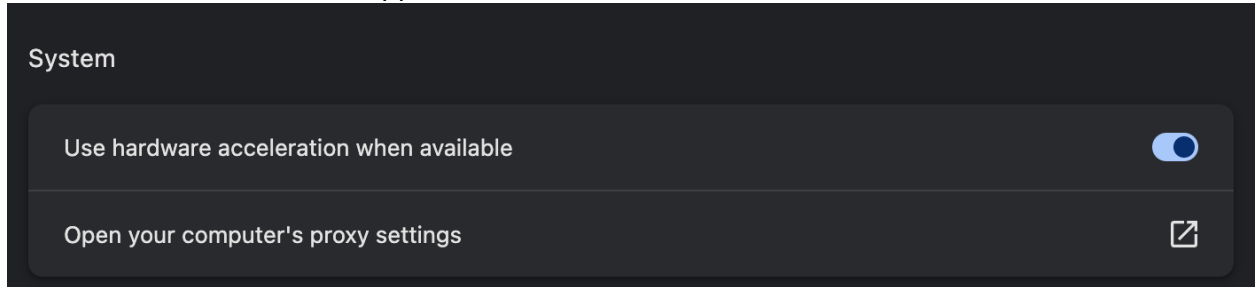 System
Use hardware acceleration when available
Open your computer's proxy settings